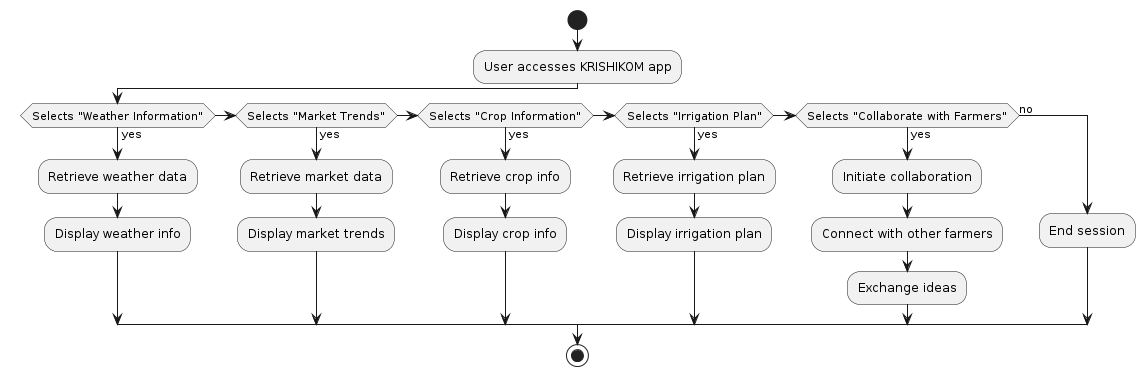 User accesses KRISHIKOM app
Selects "Weather Information"
Selects "Market Trends"
Selects "Crop Information"
Selects "Irrigation Plan"
Selects "Collaborate with Farmers"
no
yes
yes
yes
yes
yes
Retrieve weather data
Retrieve market data
Retrieve crop info
Retrieve irrigation plan
Initiate collaboration
Display weather info
Display market trends
Display crop info
Display irrigation plan
Connect with other farmers
End session
Exchange ideas